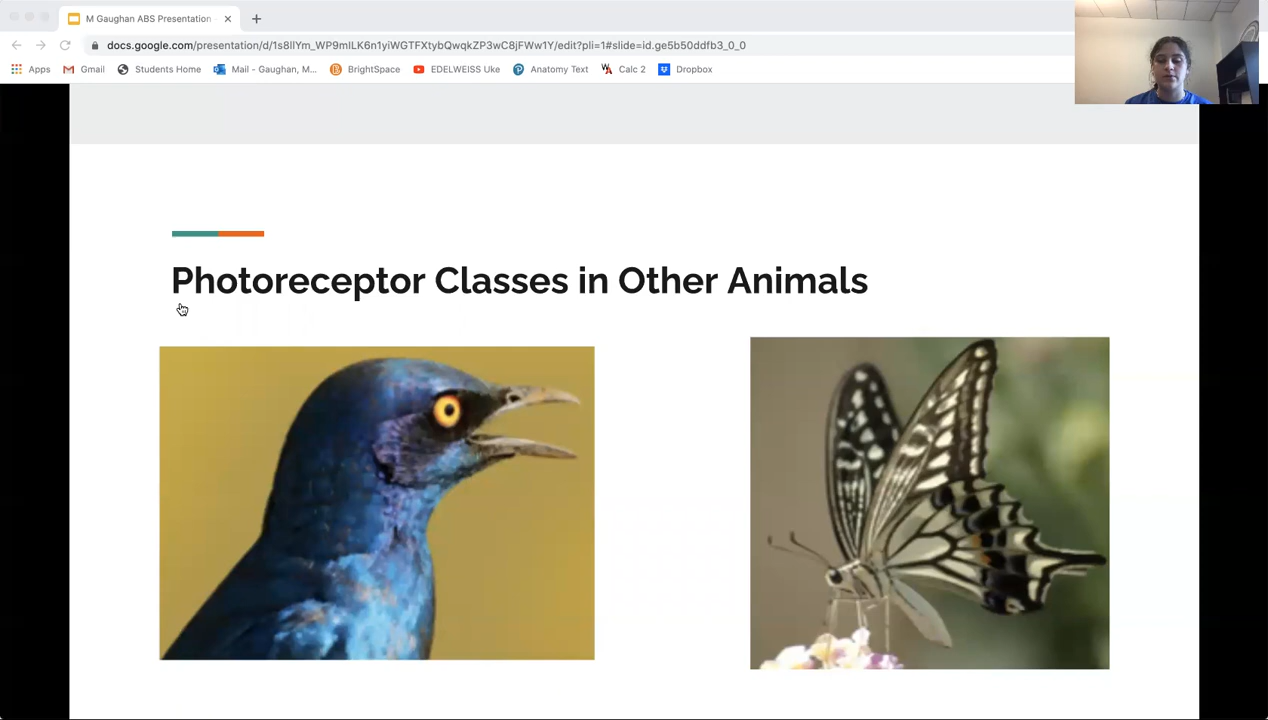 M Gaughan ABS Presentation
docs.google.com/presentation/d/1s8llYm_WP9mlLK6n1yiWGTFXtybQwqkZP3wC8jFWw1Y/edit?pli=1#slide=id.ge5b50ddfb3_0_0
Apps Gmail Students Home Mail - Gaughan, M... BrightSpace EDELWEISS Uke Anatomy Text Calc 2 Dropbox
Photoreceptor Classes in Other Animals